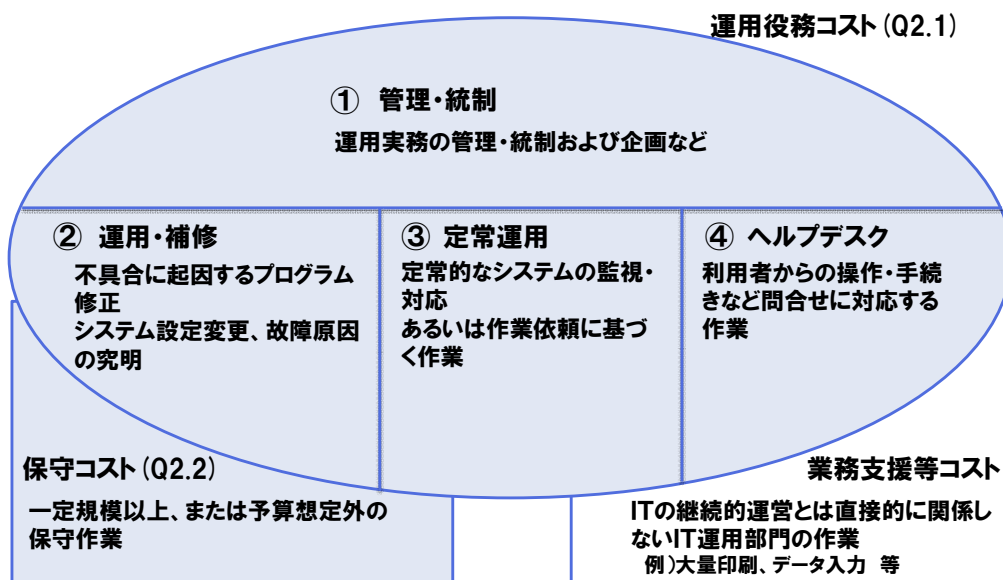 運用役務コスト(Q2.1)
① 管理・統制
運用実務の管理・統制および企画など
② 運用・補修
不具合に起因するプログラム
修正
システム設定変更、故障原因
の究明
③ 定常運用
定常的なシステムの監視・
対応
あるいは作業依頼に基づ
く作業
④ ヘルプデスク
利用者からの操作・手続
きなど問合せに対応する
作業
保守コスト(Q2.2)
一定規模以上、または予算想定外の
保守作業
業務支援等コスト
ITの継続的運営とは直接的に関係し
ないIT運用部門の作業
例)大量印刷、データ入力 等